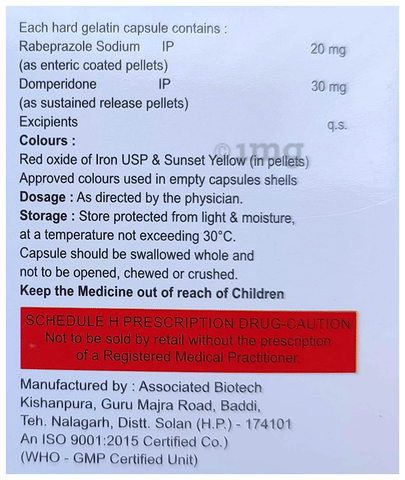 Each hard gelatin capsule contains :
Rabeprazole Sodium IP 20 mg
(as enteric coated pellets)
Domperidone IP 30 mg
(as sustained release pellets)
Excipients q.s.
Colours :
Red oxide of Iron USP & Sunset Yellow (in pellets)
Approved colours used in empty capsules shells
Dosage : As directed by the physician.
Storage : Store protected from light & moisture,
at a temperature not exceeding 30°C.
Capsule should be swallowed whole and
not to be opened, chewed or crushed.
Keep the Medicine out of reach of Children
SCHEDULE H PRESCRIPTION DRUG-CAUTION
Not to be sold by retail without the prescription
of a Registered Medical Practitioner.
Manufactured by : Associated Biotech
Kishanpura, Guru Majra Road, Baddi,
Teh. Nalagarh, Distt. Solan (H.P.) - 174101
An ISO 9001:2015 Certified Co.)
(WHO - GMP Certified Unit)
©1mg